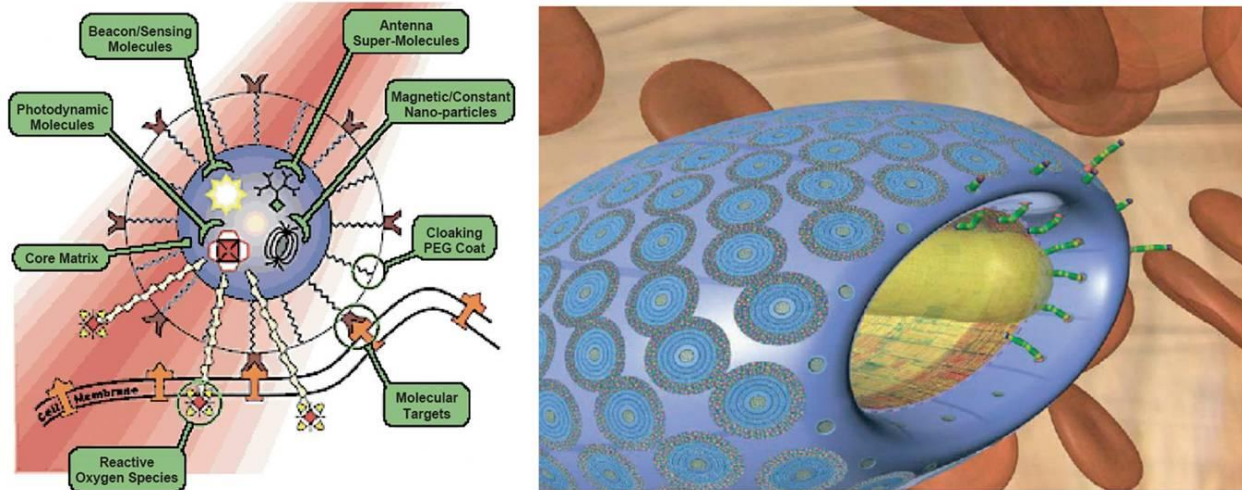 Beacon/Sensing
Molecules
Antenna
Super-Molecules
Photodynamic
Molecules
Magnetic/Constant
Nano-particles
Core Matrix
Cloaking
PEG Coat
Cell Membrane
Molecular
Targets
Reactive
Oxygen Species